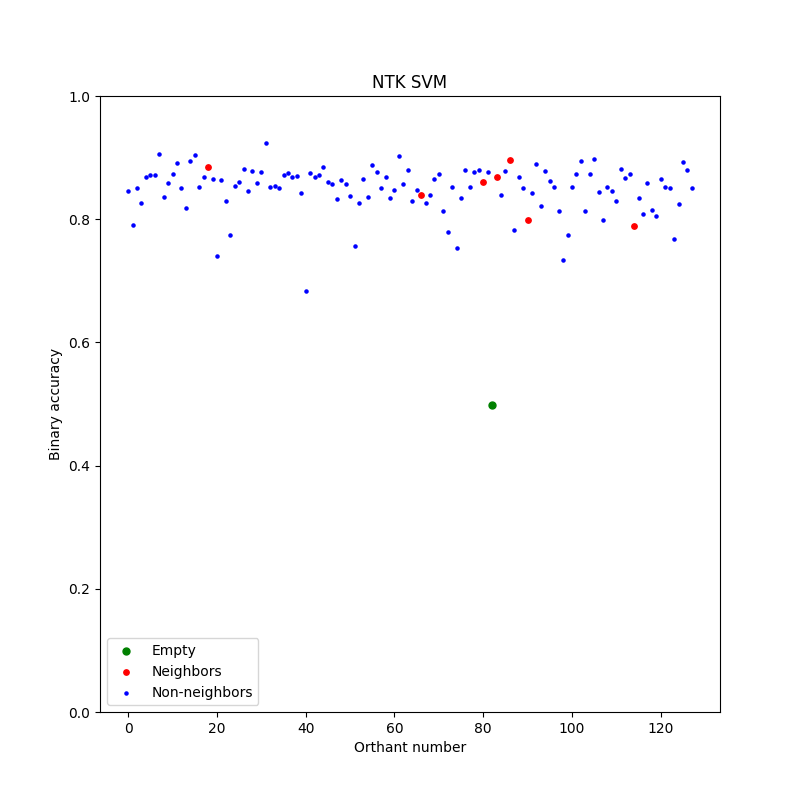 NTK SVM
1.0
0.8
0.6
0.4
0.2
0.0
Binary accuracy
Empty
Neighbors
Non-neighbors
0 20 40 60 80 100 120
Orthant number